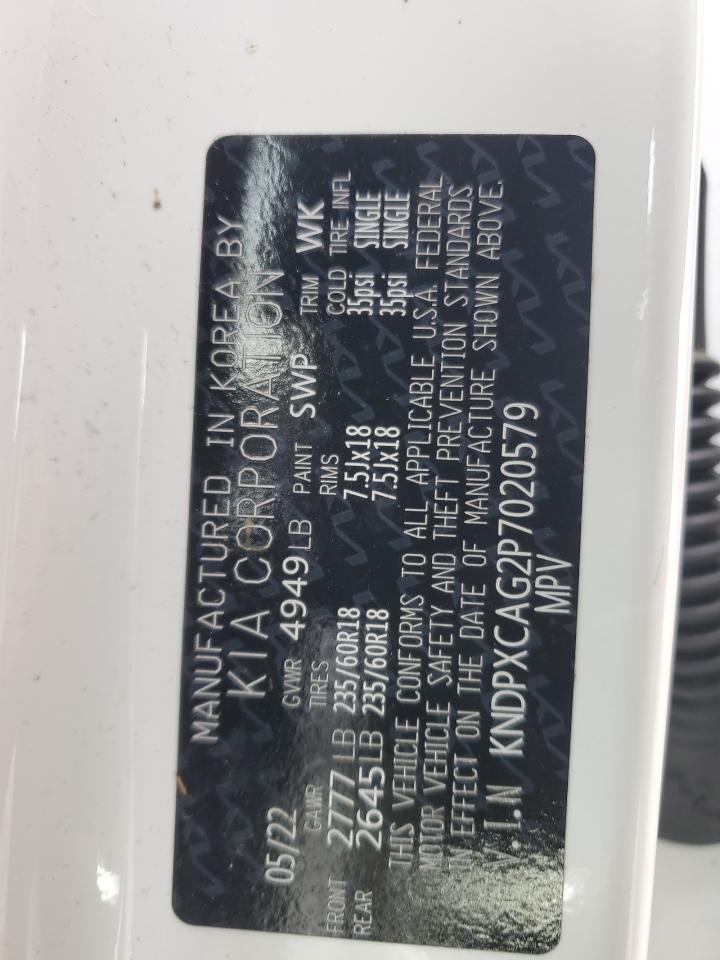 MANUFACTURED IN KOREA BY
KIA CORPORATION
05/22 GVWR 4949 LB PAINT SWP TRIM WK
GAWR TIRES RIMS COLD TIRE INFL
FRONT 2777 LB 235/60R18 7.5Jx18 35psi SINGLE
REAR 2645 LB 235/60R18 7.5Jx18 35psi SINGLE
THIS VEHICLE CONFORMS TO ALL APPLICABLE U.S.A. FEDERAL
MOTOR VEHICLE SAFETY AND THEFT PREVENTION STANDARDS
IN EFFECT ON THE DATE OF MANUFACTURE SHOWN ABOVE.
V.I.N KNDPXCAG2P7020579
MPV